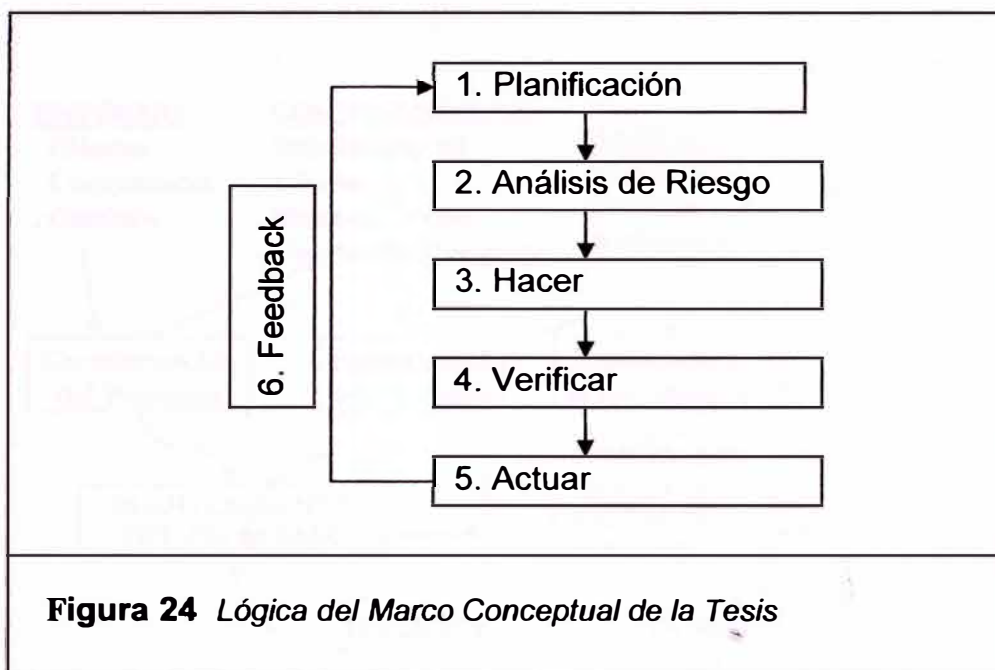 1. Planificación
2. Análisis de Riesgo
3. Hacer
4. Verificar
5. Actuar
6. Feedback
Figura 24 Lógica del Marco Conceptual de la Tesis